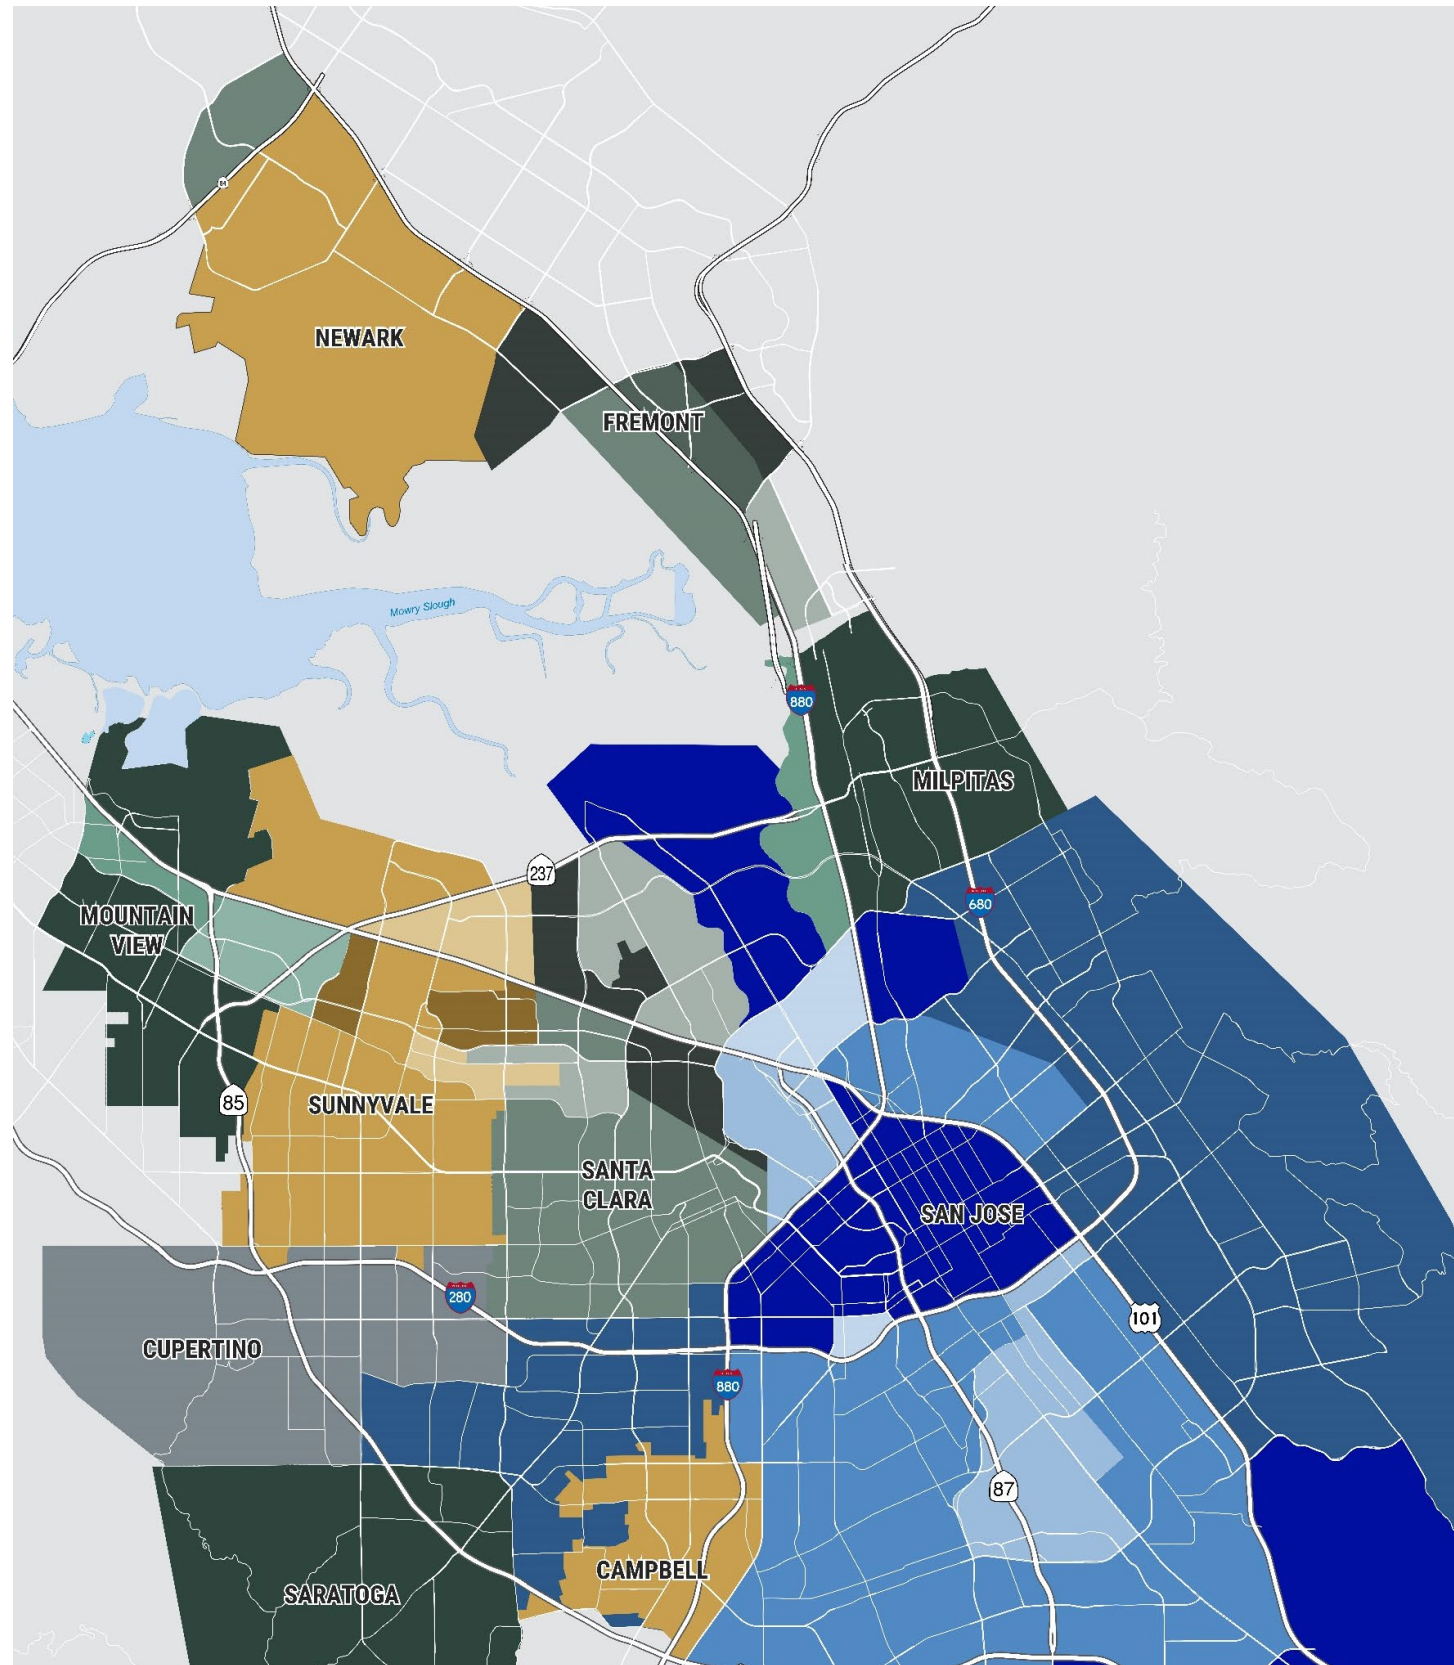 84
NEWARK
FREMONT
Mowry Slough
880
MILPITAS
237
680
MOUNTAIN
VIEW
85
SUNNYVALE
SANTA
CLARA
SAN JOSE
280
101
CUPERTINO
880
87
CAMPBELL
SARATOGA